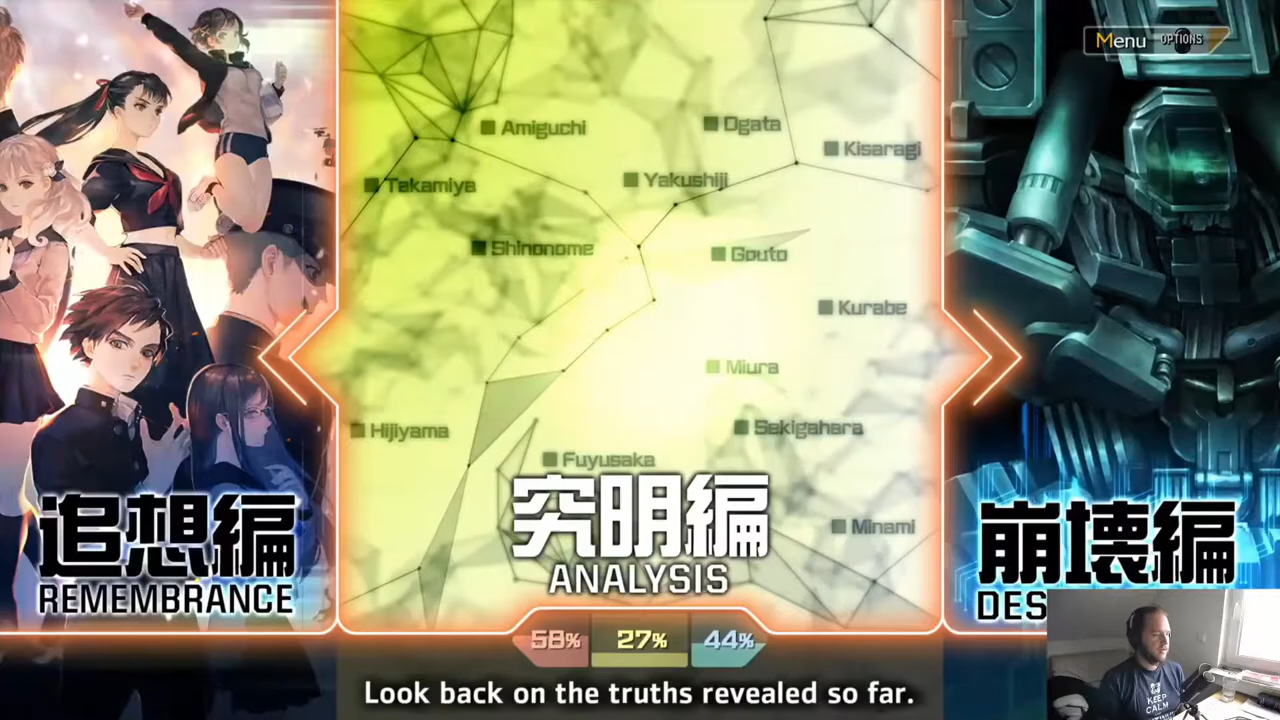 Menu OPTIONS
Amiguchi
Ogata
Kisaragi
Takamiya
Yakushiji
Shinonome
Gouto
Kurabe
Miura
Hijiyama
Sekigahara
Fuyusaka
Minami
追想編
REMEMBRANCE
究明編
ANALYSIS
崩壊編
DES
58% 27% 44%
Look back on the truths revealed so far.
KEEP
CALM